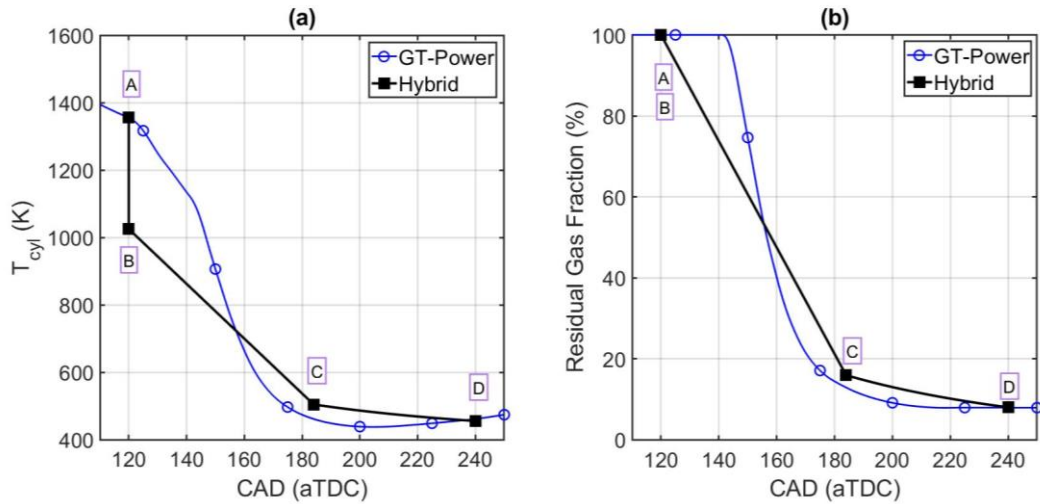 (a)
1600
1400
1200
1000
800
600
400
T_cyl (K)
120
140
160
180
200
220
240
CAD (aTDC)
GT-Power
Hybrid
A
B
C
D
(b)
100
80
60
40
20
0
Residual Gas Fraction (%)
120
140
160
180
200
220
240
CAD (aTDC)
GT-Power
Hybrid
A
B
C
D